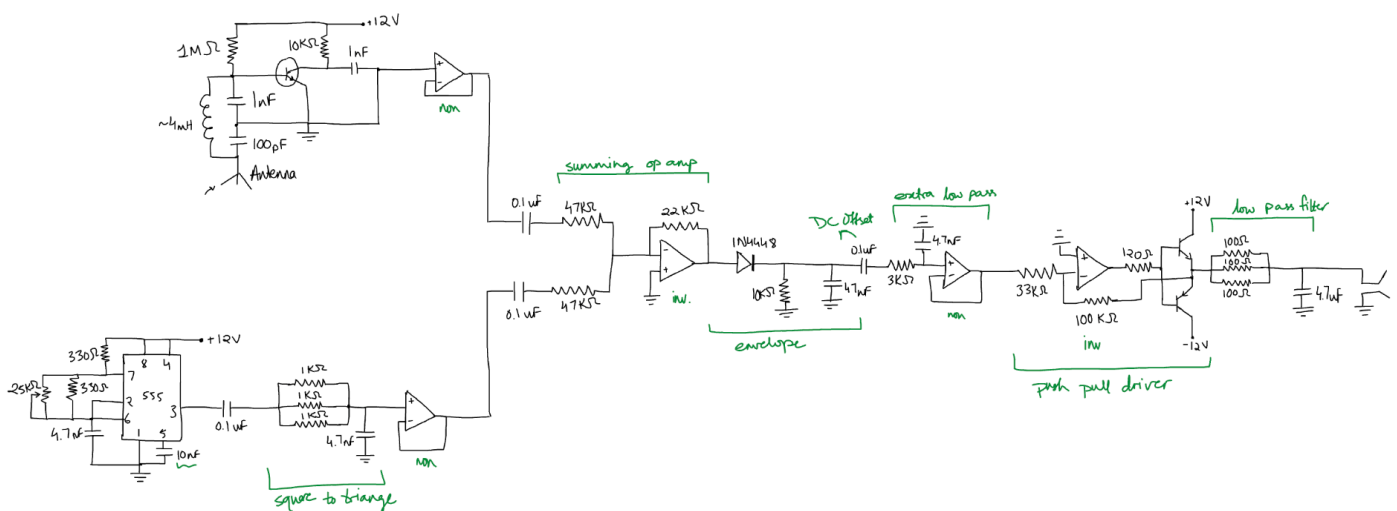 +12V
1MΩ
10KΩ
1nF
1nF
~4mH
100pF
Antenna
+
-
non
summing op amp
0.1uF
47KΩ
22KΩ
-
+
inv.
0.1uF
47KΩ
1N4448
10KΩ
47nF
DC Offset
0.1uF
envelope
extra low pass
4.7nF
3KΩ
+
-
non
33KΩ
+
-
120Ω
100KΩ
inv
+12V
-12V
push pull driver
low pass filter
100Ω
100Ω
100Ω
4.7uF
+12V
330Ω
25KΩ
330Ω
8 4
7
2
6
555
3
1 5
4.7nF
10nF
0.1uF
1KΩ
1KΩ
1KΩ
4.7nF
square to triange
+
-
non